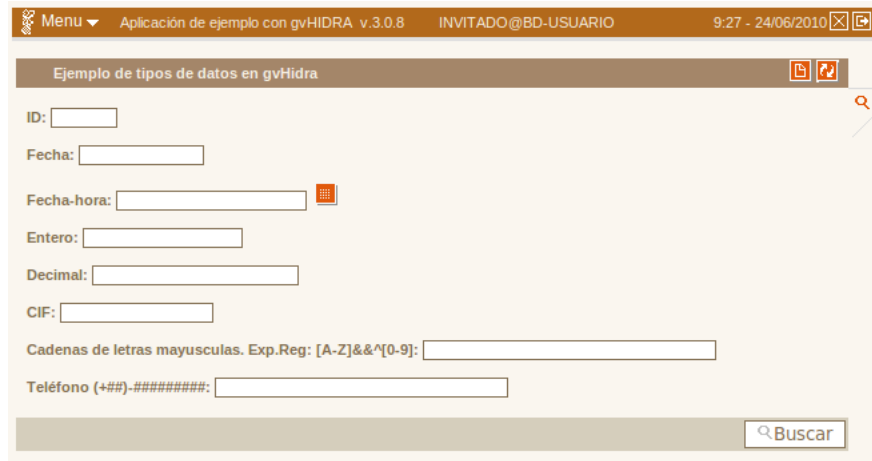 Menu Aplicación de ejemplo con gvHIDRA v.3.0.8 INVITADO@BD-USUARIO 9:27 - 24/06/2010
Ejemplo de tipos de datos en gvHidra
ID:
Fecha:
Fecha-hora:
Entero:
Decimal:
CIF:
Cadenas de letras mayusculas. Exp.Reg: [A-Z]&&^[0-9]:
Teléfono (+##)-#########:
Buscar